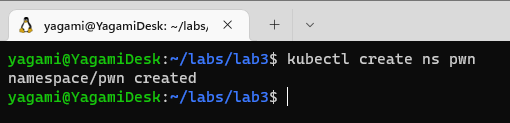 yagami@YagamiDesk: ~/labs/
yagami@YagamiDesk:~/labs/lab3$ kubectl create ns pwn
namespace/pwn created
yagami@YagamiDesk:~/labs/lab3$